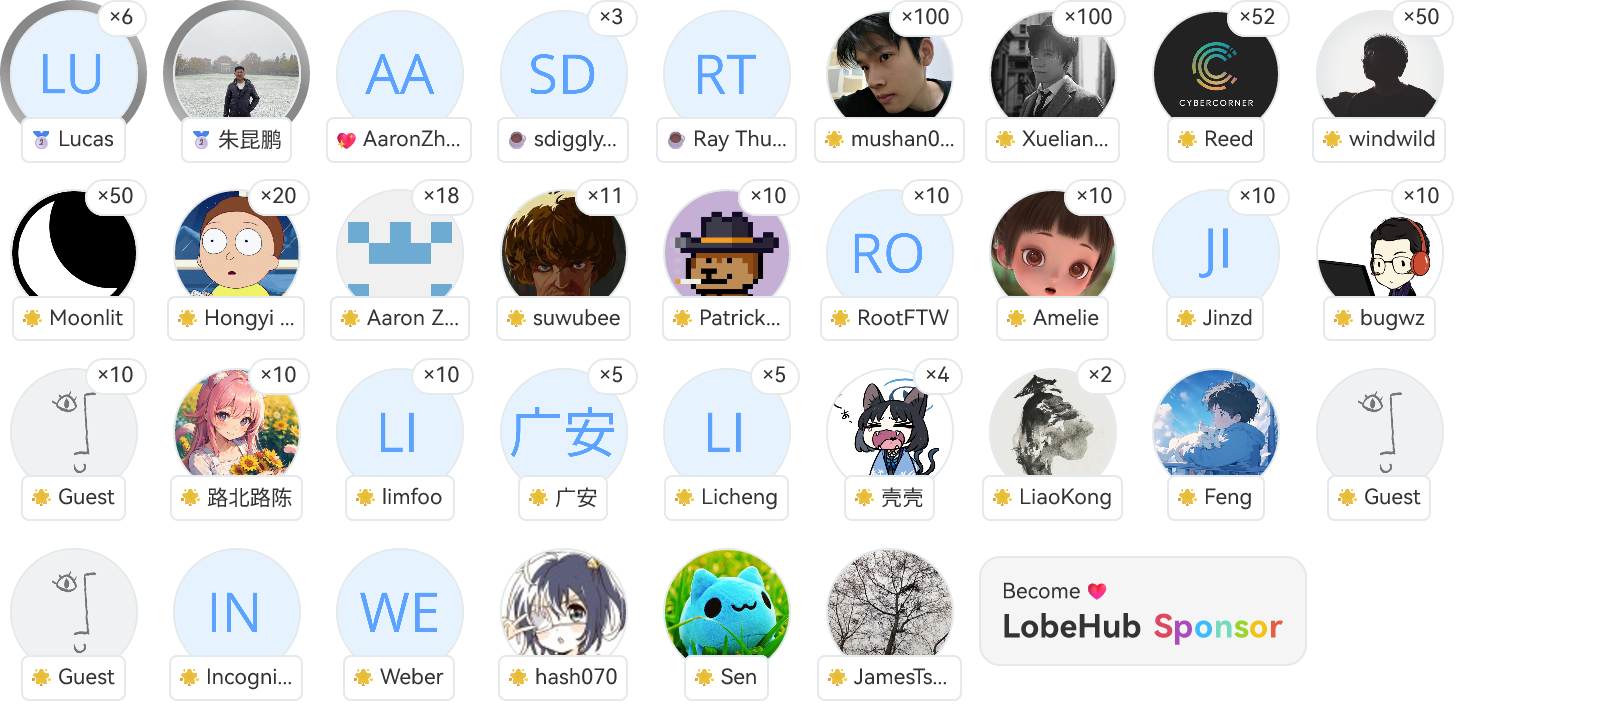 ×6
×3
×100
×100
×52
×50
LU
AA
SD
RT
CYBERCORNER
Lucas
朱昆鹏
AaronZh...
sdiggly...
Ray Thu...
mushan0...
Xuelian...
Reed
windwild
×50
×20
×18
×11
×10
×10
×10
×10
×10
RO
JI
Moonlit
Hongyi ...
Aaron Z...
suwubee
Patrick...
RootFTW
Amelie
Jinzd
bugwz
×10
×10
×10
×5
×5
×4
×2
LI
广安
LI
Guest
路北路陈
limfoo
广安
Licheng
壳壳
LiaoKong
Feng
Guest
IN
WE
Guest
Incogni...
Weber
hash070
Sen
JamesTs...
Become
LobeHub Sponsor